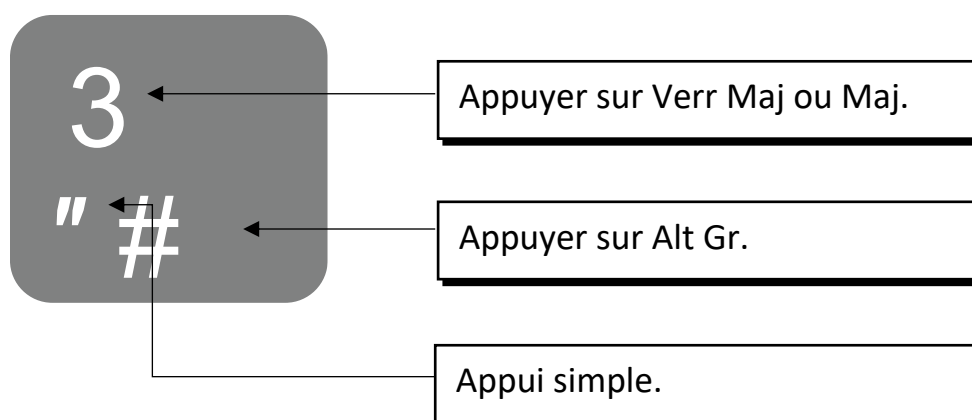 3
Appuyer sur Verr Maj ou Maj.
" #
Appuyer sur Alt Gr.
Appui simple.